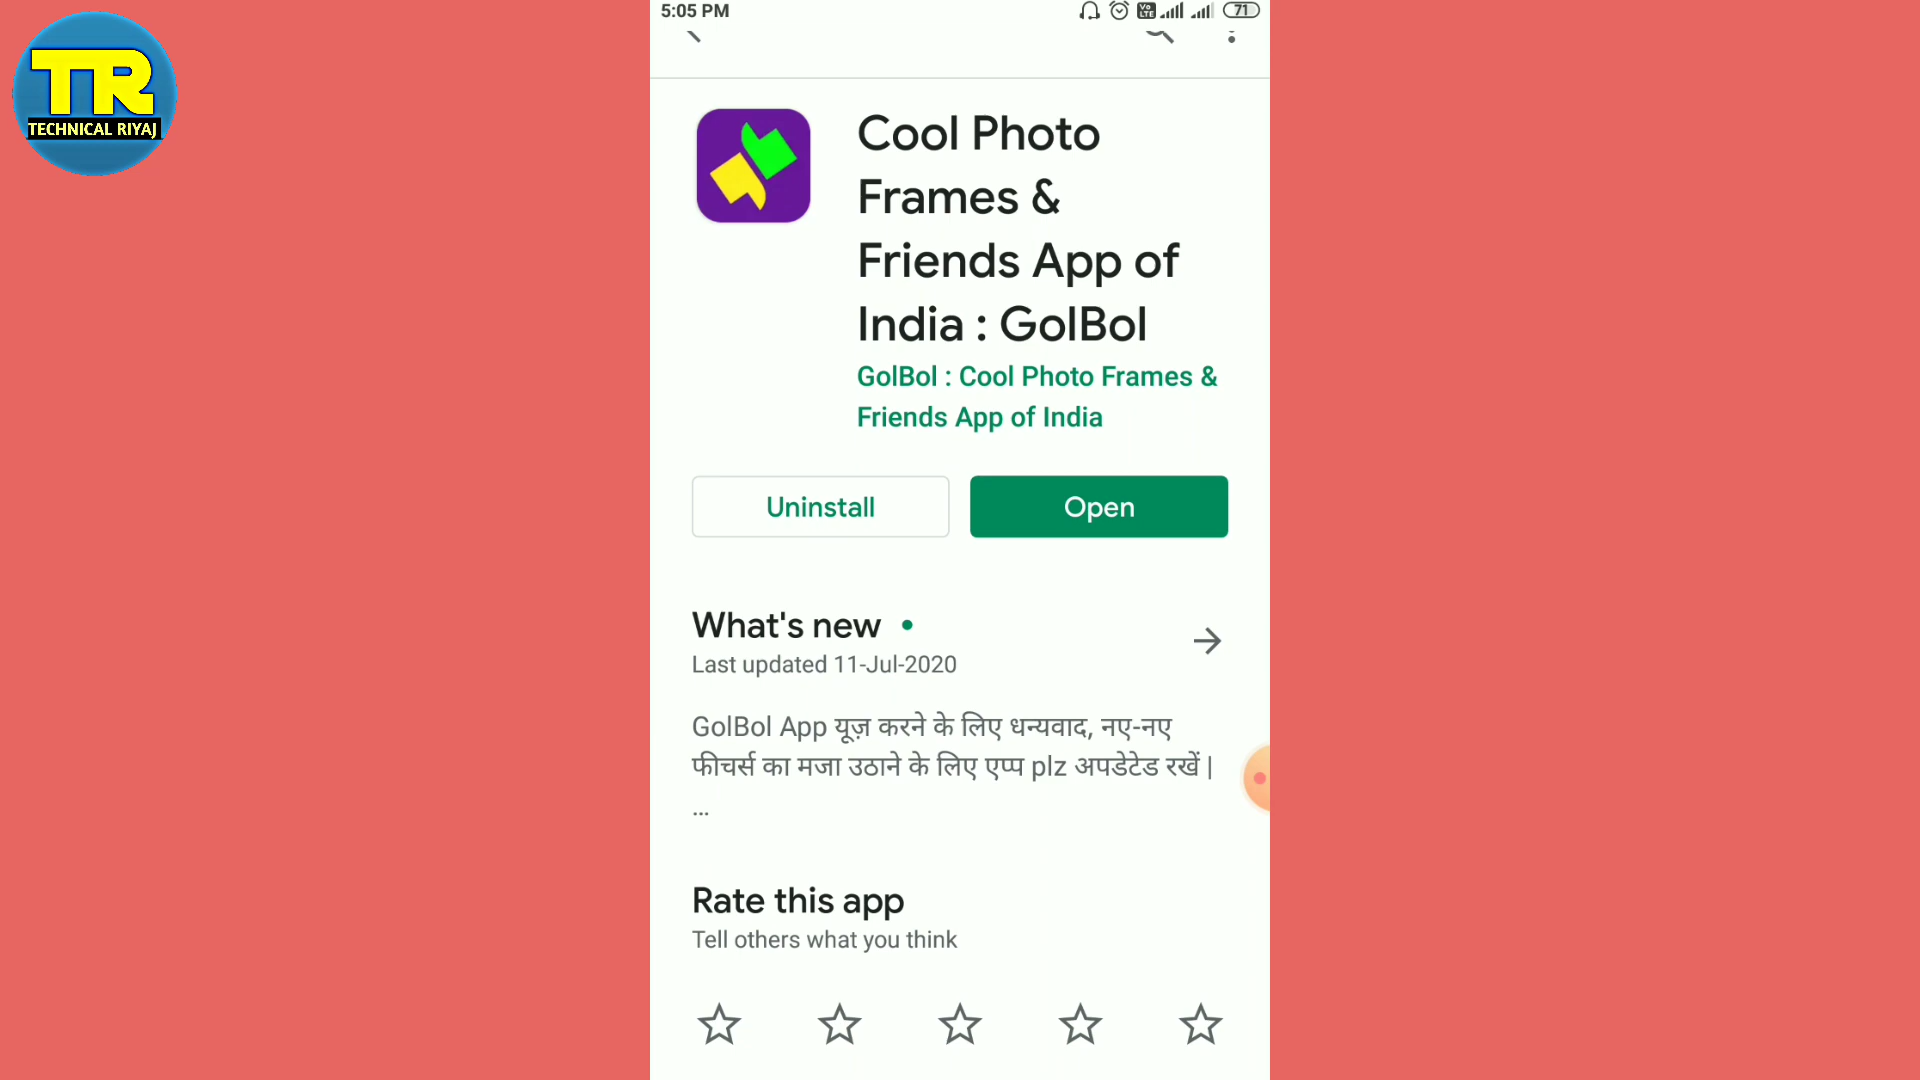 5:05 PM
Vo
LTE
71
TR
TECHNICAL RIYAJ
Cool Photo
Frames &
Friends App of
India : GolBol
GolBol : Cool Photo Frames &
Friends App of India
Uninstall
Open
What's new
Last updated 11-Jul-2020
GolBol App यूज़ करने के लिए धन्यवाद, नए-नए
फीचर्स का मजा उठाने के लिए एप्प plz अपडेटेड रखें |
...
Rate this app
Tell others what you think